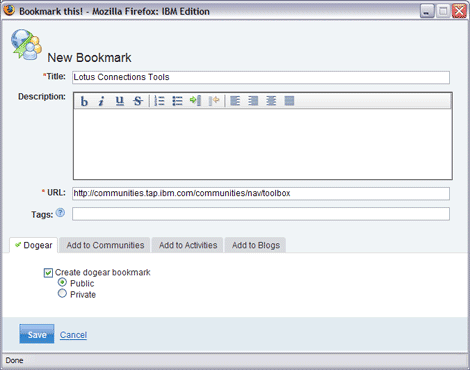 Bookmark this! - Mozilla Firefox: IBM Edition
New Bookmark
*Title: Lotus Connections Tools
Description:
b i u S
* URL: http://communities.tap.ibm.com/communities/nav/toolbox
Tags: ?
Dogear Add to Communities Add to Activities Add to Blogs
Create dogear bookmark
Public
Private
Save Cancel
Done